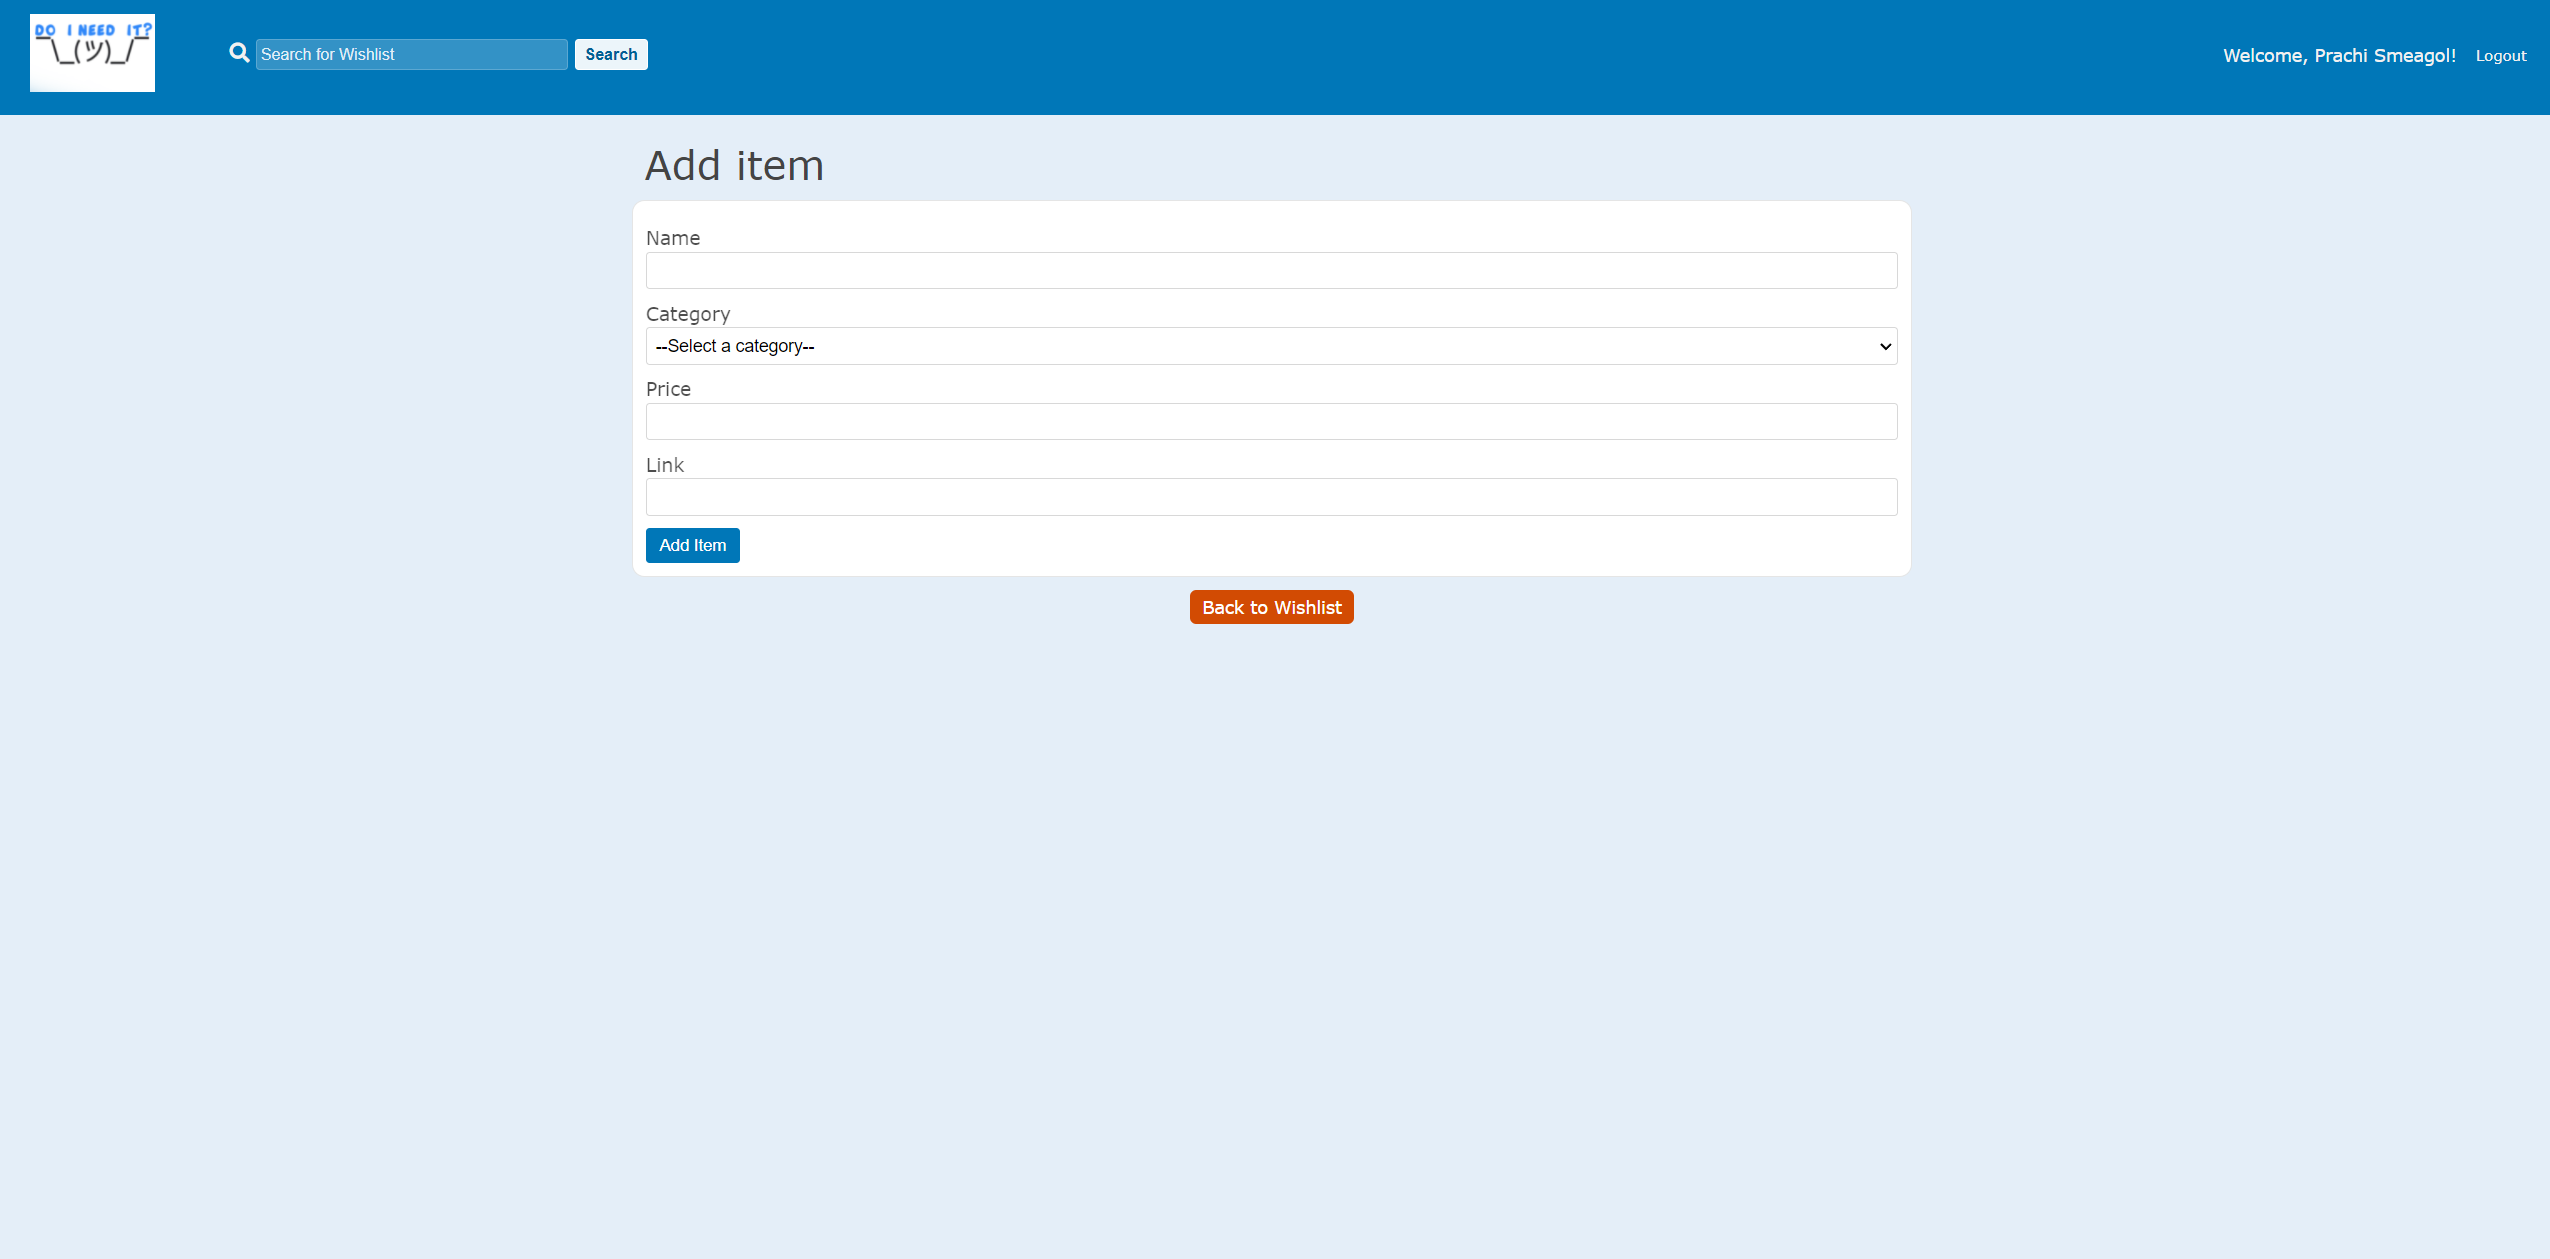 DO I NEED IT?
¯\_(ツ)_/¯
Search for Wishlist
Search
Welcome, Prachi Smeagol!
Logout
Add item
Name
Category
--Select a category--
Price
Link
Add Item
Back to Wishlist